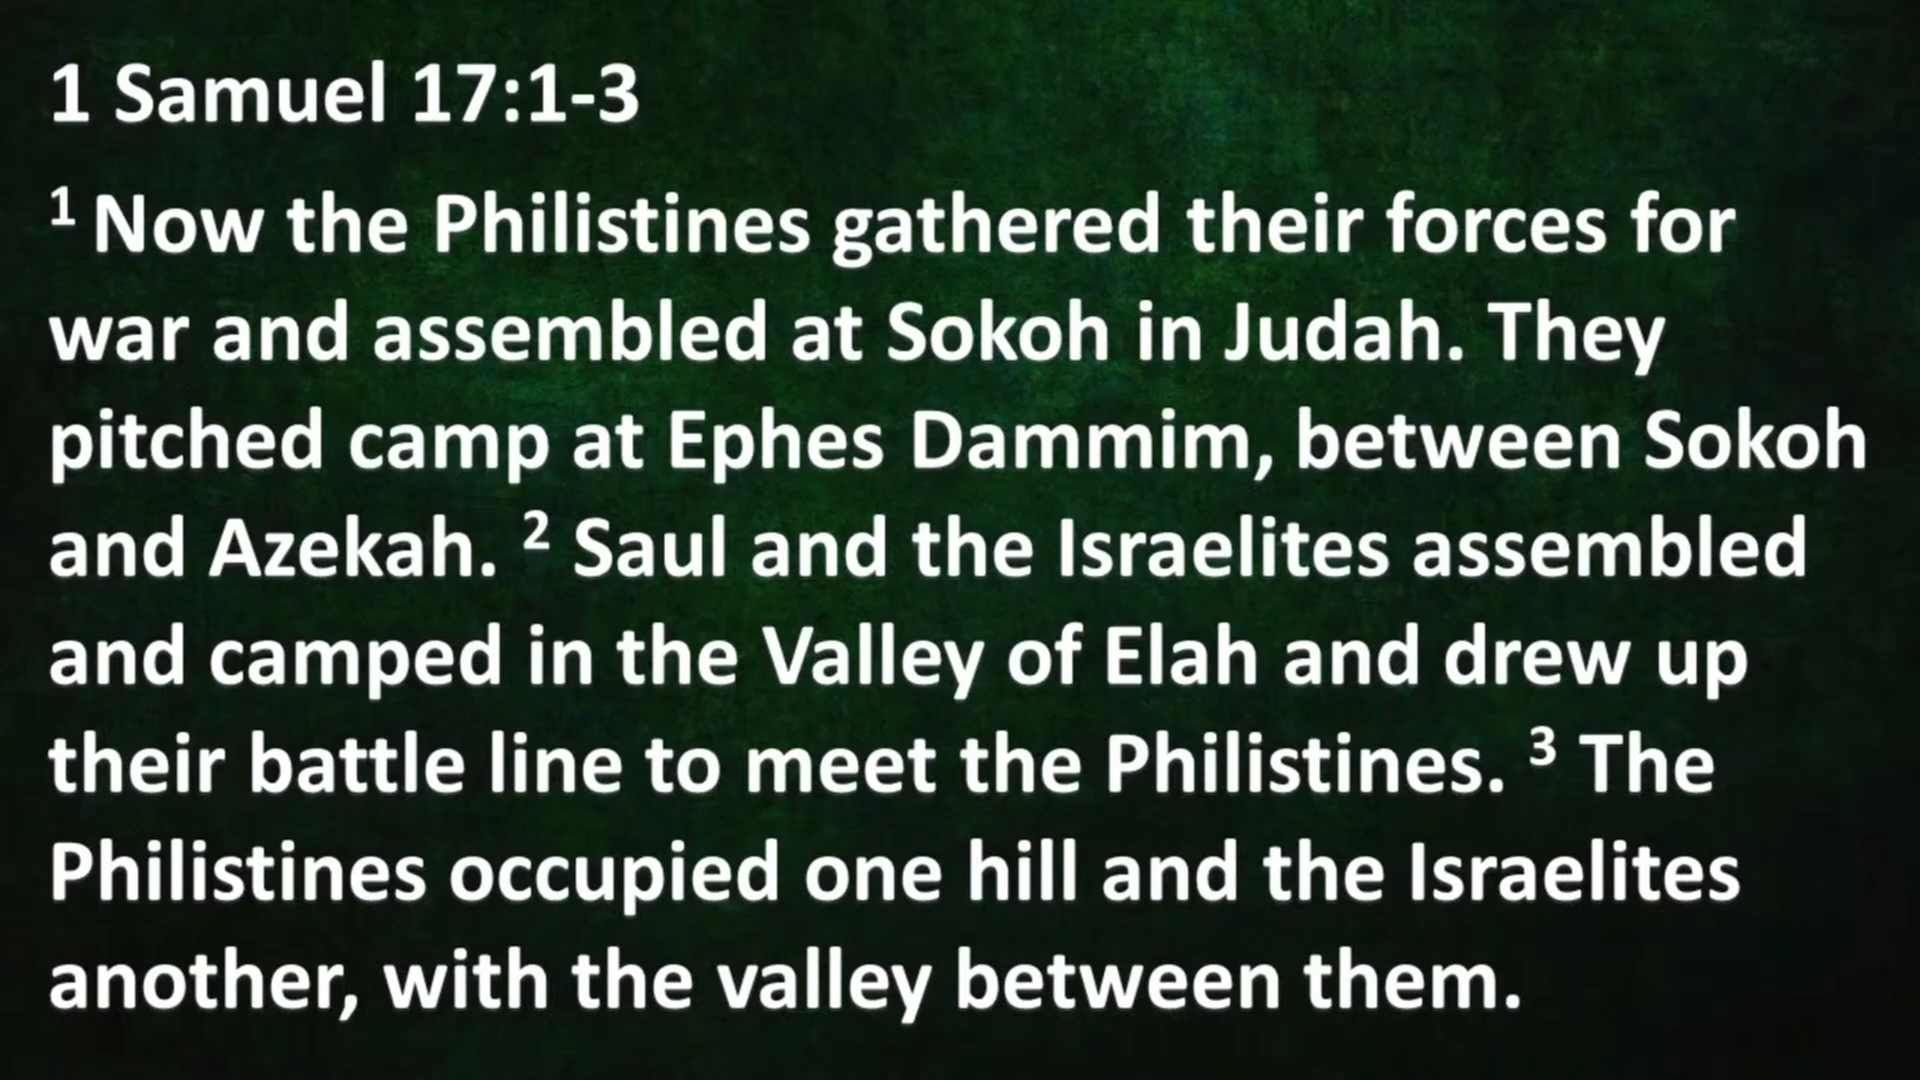 1 Samuel 17:1-3
¹ Now the Philistines gathered their forces for
war and assembled at Sokoh in Judah. They
pitched camp at Ephes Dammim, between Sokoh
and Azekah. ² Saul and the Israelites assembled
and camped in the Valley of Elah and drew up
their battle line to meet the Philistines. ³ The
Philistines occupied one hill and the Israelites
another, with the valley between them.